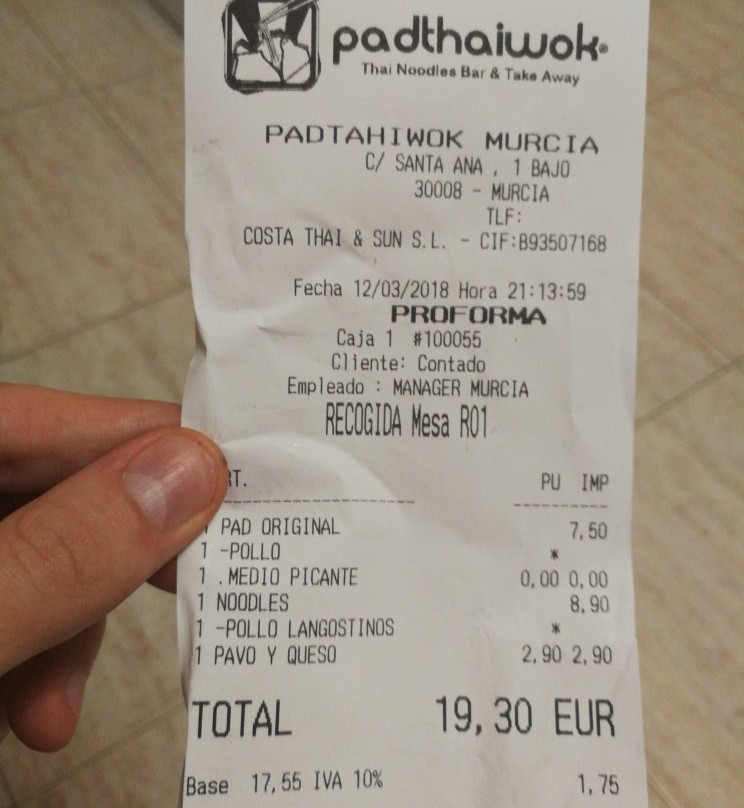 padthaiwok®
Thai Noodles Bar & Take Away
PADTAHIWOK MURCIA
C/ SANTA ANA , 1 BAJO
30008 - MURCIA
TLF:
COSTA THAI & SUN S.L. - CIF:B93507168
Fecha 12/03/2018 Hora 21:13:59
PROFORMA
Caja 1 #100055
Cliente: Contado
Empleado : MANAGER MURCIA
RECOGIDA Mesa R01
RT. PU IMP
PAD ORIGINAL 7,50
1 -POLLO *
1 .MEDIO PICANTE 0,00 0,00
1 NOODLES 8,90
1 -POLLO LANGOSTINOS *
1 PAVO Y QUESO 2,90 2,90
TOTAL 19,30 EUR
Base 17,55 IVA 10% 1,75